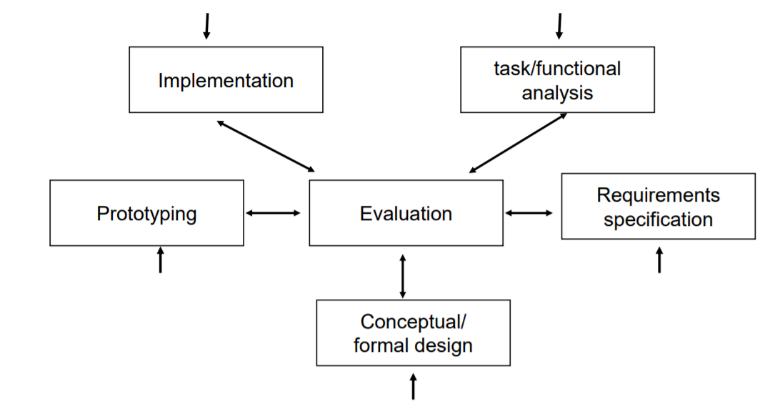 Implementation
task/functional
analysis
Prototyping
Evaluation
Requirements
specification
Conceptual/
formal design